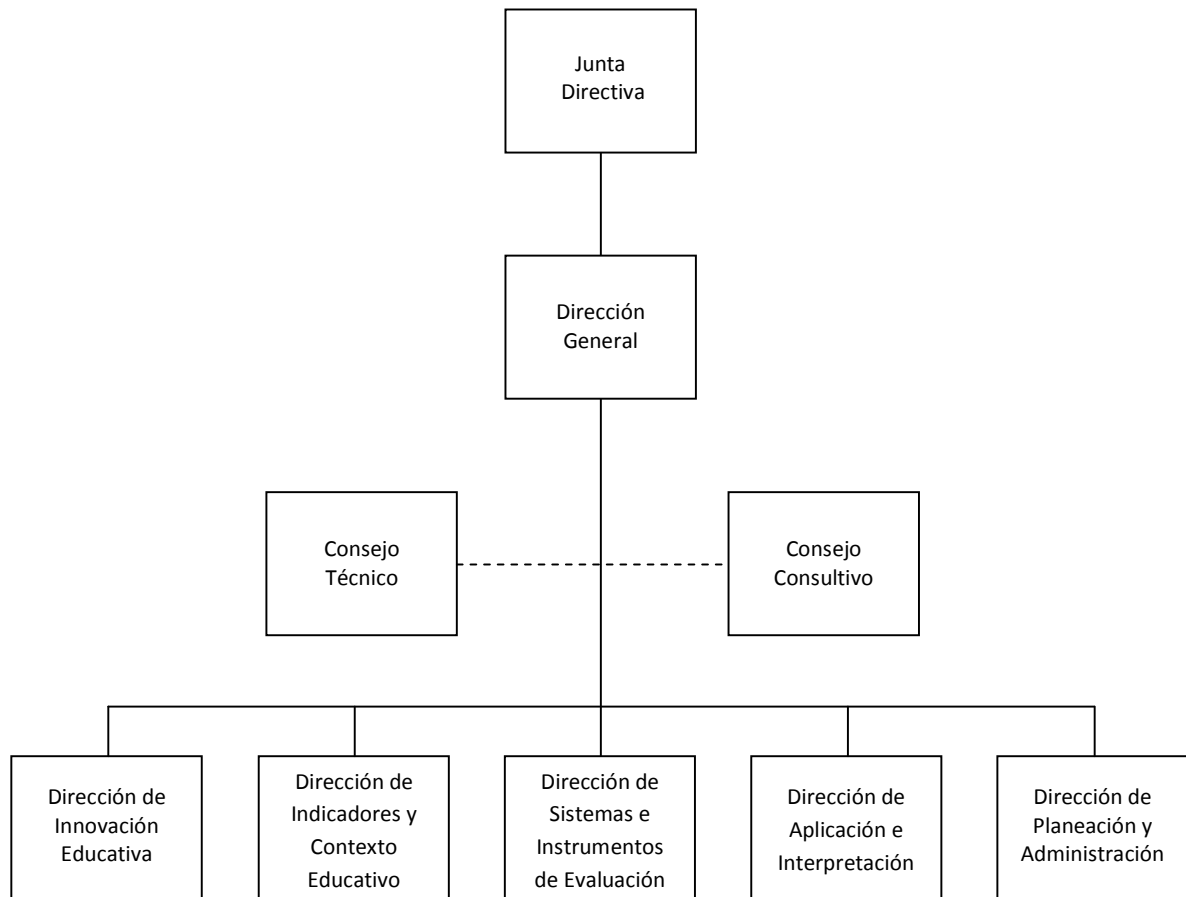 Junta
Directiva
Dirección
General
Consejo
Técnico
Consejo
Consultivo
Dirección de
Innovación
Educativa
Dirección de
Indicadores y
Contexto
Educativo
Dirección de
Sistemas e
Instrumentos
de Evaluación
Dirección de
Aplicación e
Interpretación
Dirección de
Planeación y
Administración